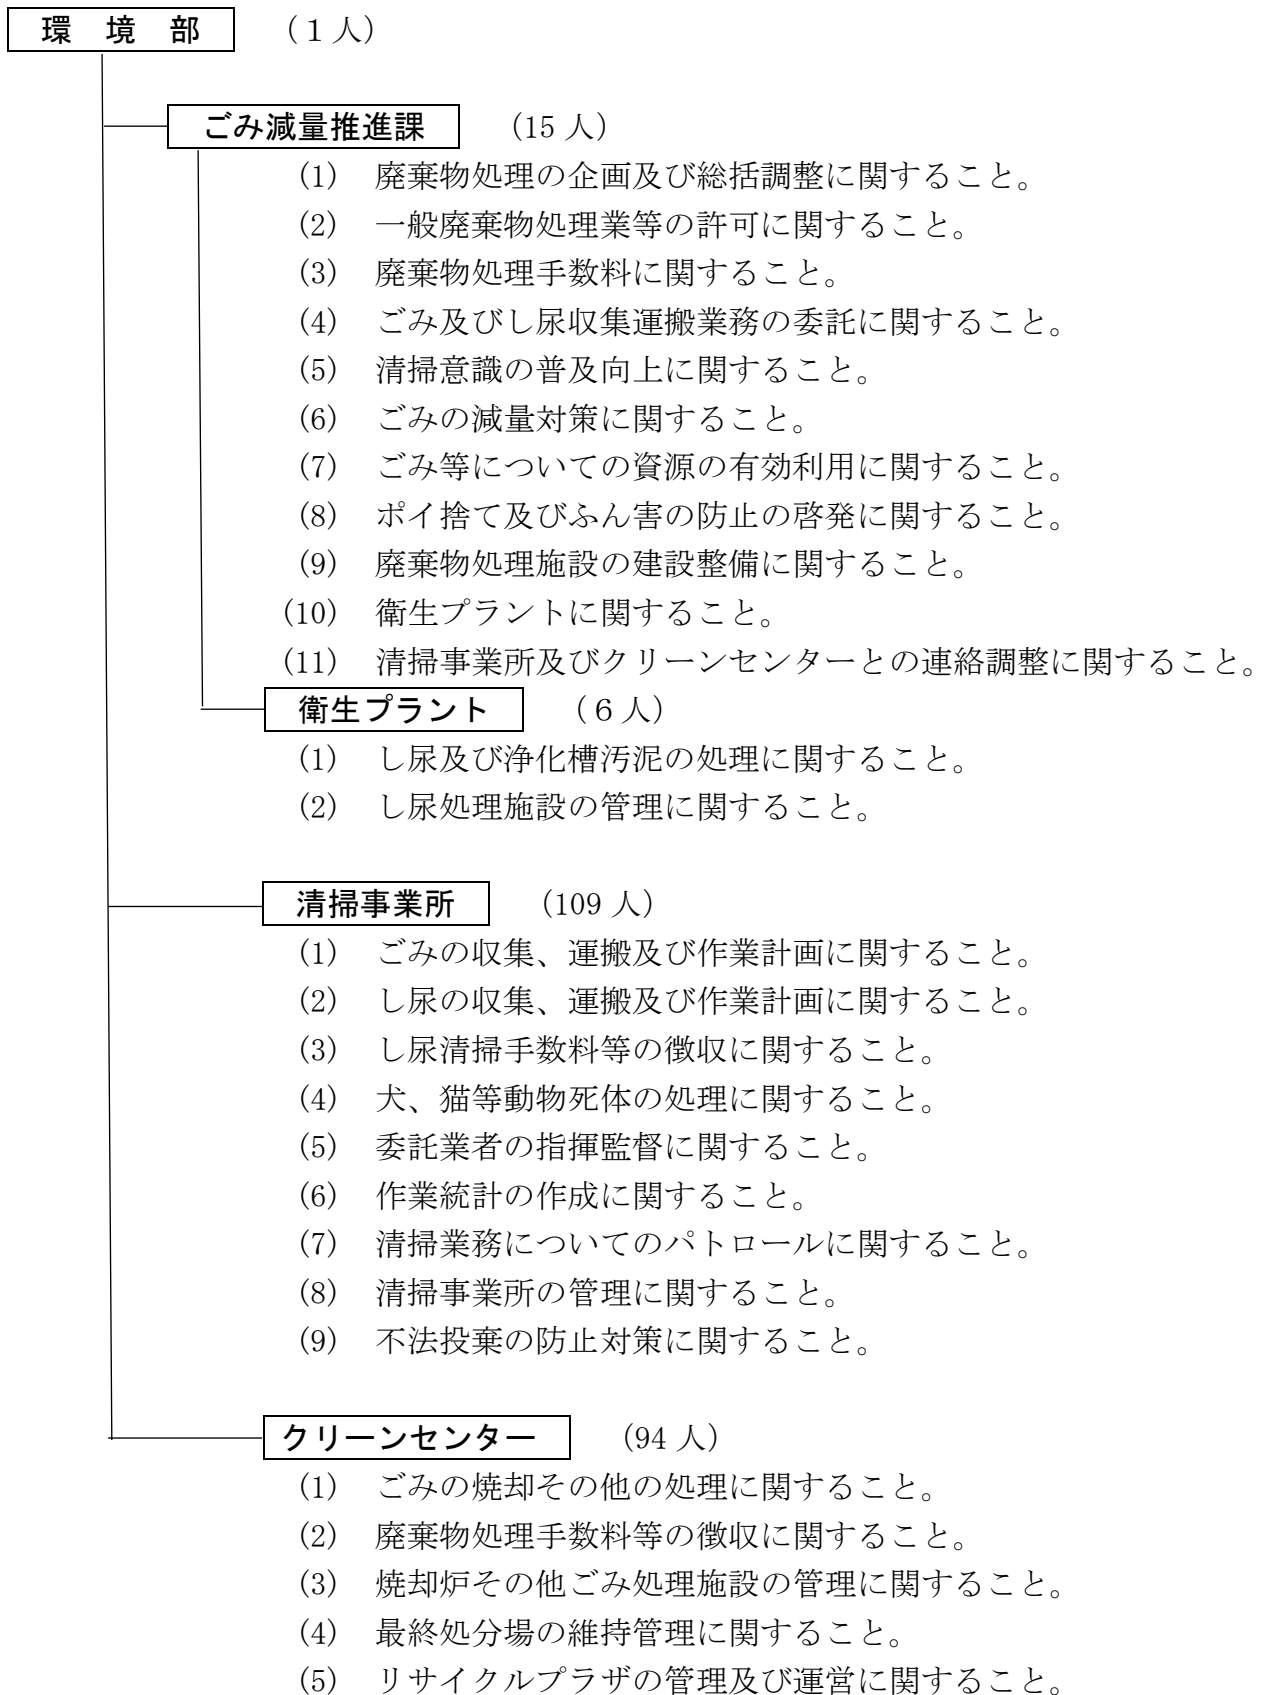 環　境　部　（１人）
ごみ減量推進課　（15 人）
(1)　廃棄物処理の企画及び総括調整に関すること。
(2)　一般廃棄物処理業等の許可に関すること。
(3)　廃棄物処理手数料に関すること。
(4)　ごみ及びし尿収集運搬業務の委託に関すること。
(5)　清掃意識の普及向上に関すること。
(6)　ごみの減量対策に関すること。
(7)　ごみ等についての資源の有効利用に関すること。
(8)　ポイ捨て及びふん害の防止の啓発に関すること。
(9)　廃棄物処理施設の建設整備に関すること。
(10)　衛生プラントに関すること。
(11)　清掃事業所及びクリーンセンターとの連絡調整に関すること。
衛生プラント　（６人）
(1)　し尿及び浄化槽汚泥の処理に関すること。
(2)　し尿処理施設の管理に関すること。
清掃事業所　（109 人）
(1)　ごみの収集、運搬及び作業計画に関すること。
(2)　し尿の収集、運搬及び作業計画に関すること。
(3)　し尿清掃手数料等の徴収に関すること。
(4)　犬、猫等動物死体の処理に関すること。
(5)　委託業者の指揮監督に関すること。
(6)　作業統計の作成に関すること。
(7)　清掃業務についてのパトロールに関すること。
(8)　清掃事業所の管理に関すること。
(9)　不法投棄の防止対策に関すること。
クリーンセンター　（94 人）
(1)　ごみの焼却その他の処理に関すること。
(2)　廃棄物処理手数料等の徴収に関すること。
(3)　焼却炉その他ごみ処理施設の管理に関すること。
(4)　最終処分場の維持管理に関すること。
(5)　リサイクルプラザの管理及び運営に関すること。